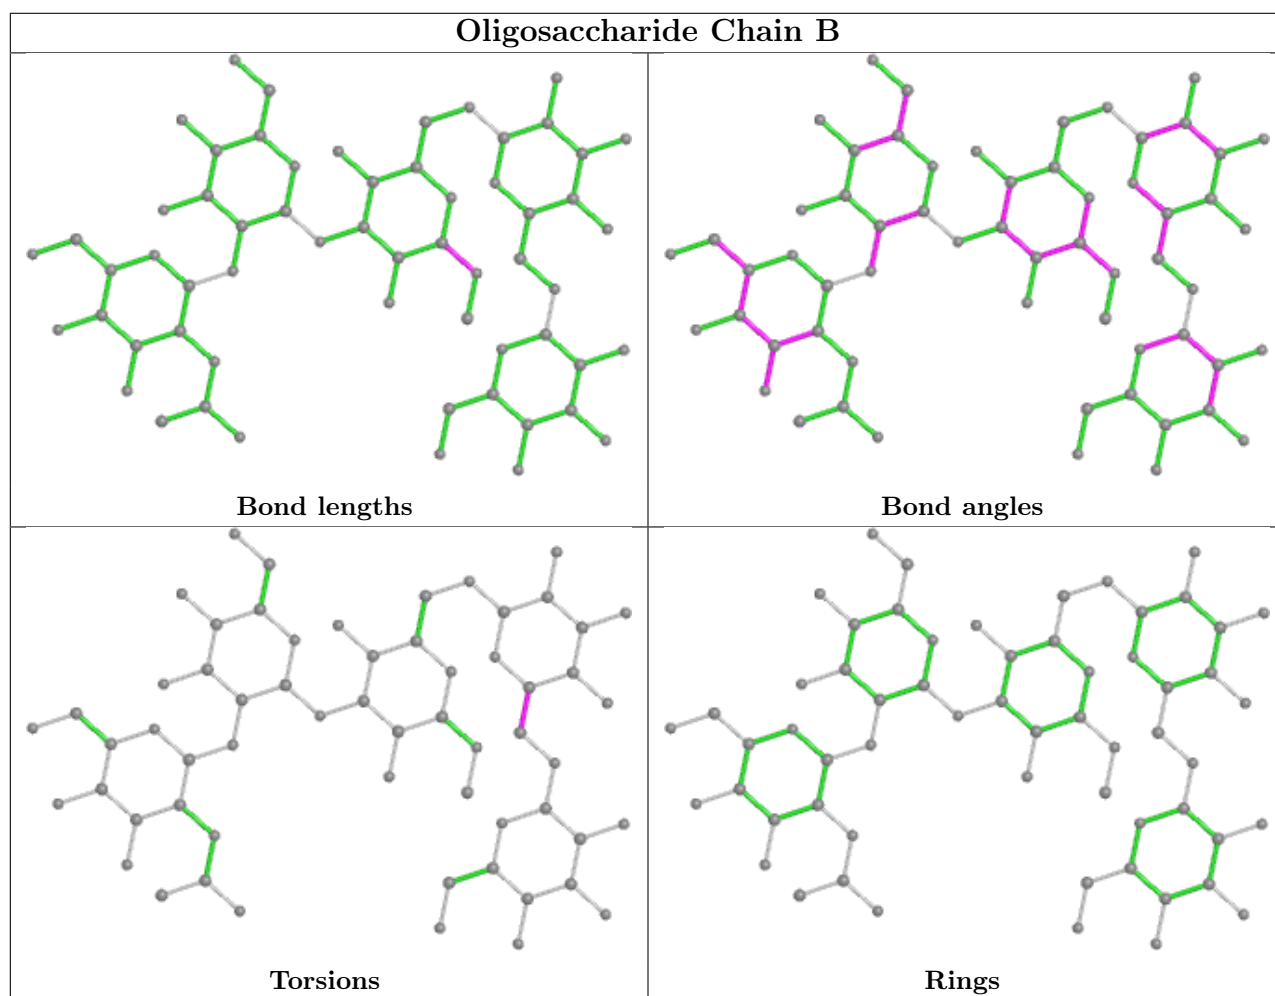 Oligosaccharide Chain B
Bond lengths
Bond angles
Torsions
Rings